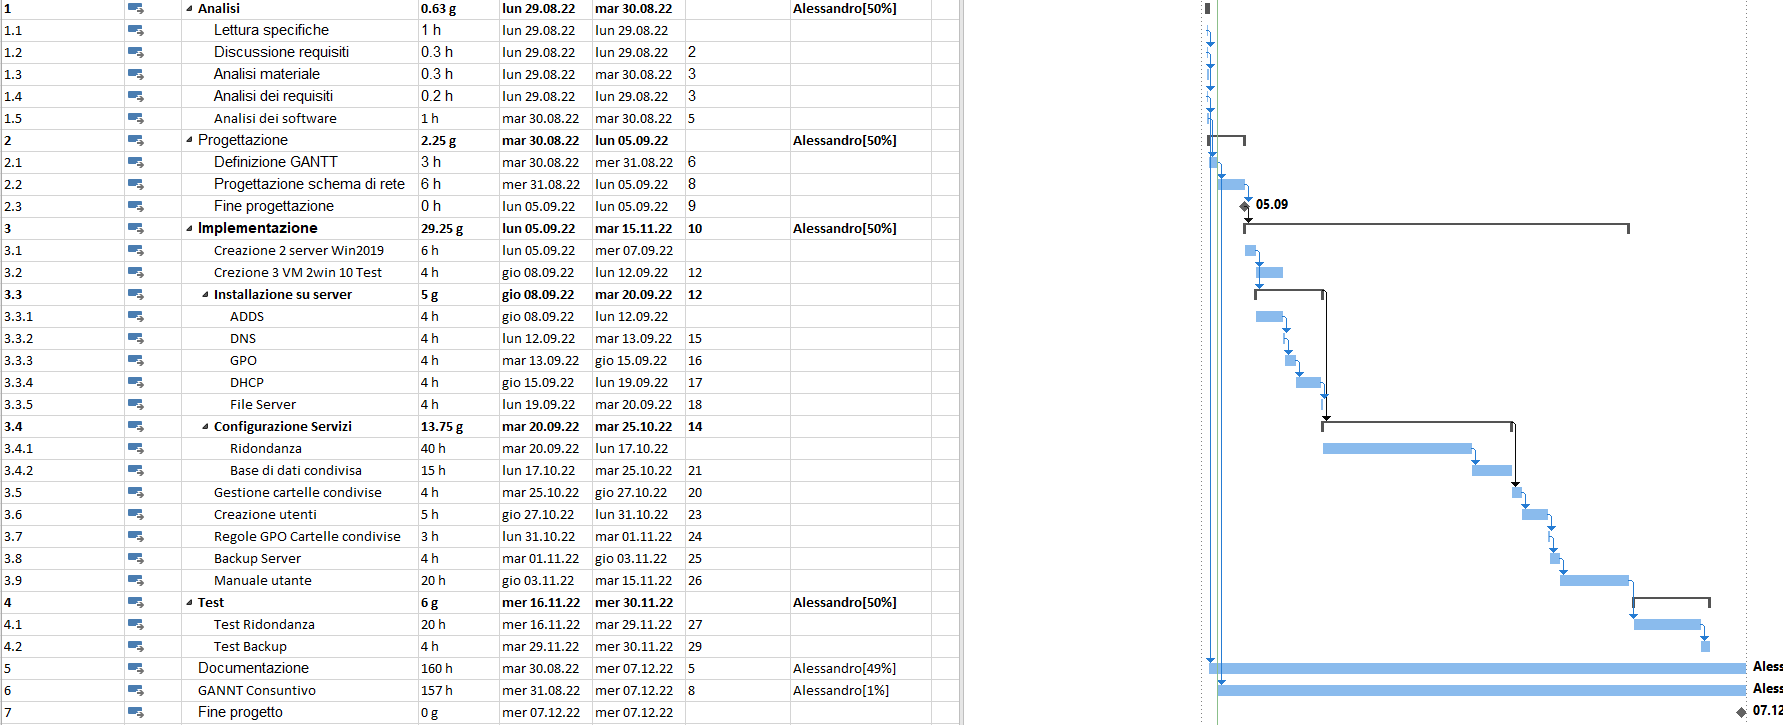 1 Analisi 0.63 g lun 29.08.22 mar 30.08.22 Alessandro[50%]
1.1 Lettura specifiche 1 h lun 29.08.22 lun 29.08.22
1.2 Discussione requisiti 0.3 h lun 29.08.22 lun 29.08.22 2
1.3 Analisi materiale 0.3 h lun 29.08.22 mar 30.08.22 3
1.4 Analisi dei requisiti 0.2 h lun 29.08.22 lun 29.08.22 3
1.5 Analisi dei software 1 h mar 30.08.22 mar 30.08.22 5
2 Progettazione 2.25 g mar 30.08.22 lun 05.09.22 Alessandro[50%]
2.1 Definizione GANTT 3 h mar 30.08.22 mer 31.08.22 6
2.2 Progettazione schema di rete 6 h mer 31.08.22 lun 05.09.22 8
2.3 Fine progettazione 0 h lun 05.09.22 lun 05.09.22 9 05.09
3 Implementazione 29.25 g lun 05.09.22 mar 15.11.22 10 Alessandro[50%]
3.1 Creazione 2 server Win2019 6 h lun 05.09.22 mer 07.09.22
3.2 Crezione 3 VM 2win 10 Test 4 h gio 08.09.22 lun 12.09.22 12
3.3 Installazione su server 5 g gio 08.09.22 mar 20.09.22 12
3.3.1 ADDS 4 h gio 08.09.22 lun 12.09.22
3.3.2 DNS 4 h lun 12.09.22 mar 13.09.22 15
3.3.3 GPO 4 h mar 13.09.22 gio 15.09.22 16
3.3.4 DHCP 4 h gio 15.09.22 lun 19.09.22 17
3.3.5 File Server 4 h lun 19.09.22 mar 20.09.22 18
3.4 Configurazione Servizi 13.75 g mar 20.09.22 mar 25.10.22 14
3.4.1 Ridondanza 40 h mar 20.09.22 lun 17.10.22
3.4.2 Base di dati condivisa 15 h lun 17.10.22 mar 25.10.22 21
3.5 Gestione cartelle condivise 4 h mar 25.10.22 gio 27.10.22 20
3.6 Creazione utenti 5 h gio 27.10.22 lun 31.10.22 23
3.7 Regole GPO Cartelle condivise 3 h lun 31.10.22 mar 01.11.22 24
3.8 Backup Server 4 h mar 01.11.22 gio 03.11.22 25
3.9 Manuale utante 20 h gio 03.11.22 mar 15.11.22 26
4 Test 6 g mer 16.11.22 mer 30.11.22 Alessandro[50%]
4.1 Test Ridondanza 20 h mer 16.11.22 mar 29.11.22 27
4.2 Test Backup 4 h mar 29.11.22 mer 30.11.22 29
5 Documentazione 160 h mar 30.08.22 mer 07.12.22 5 Alessandro[49%] Aless
6 GANNT Consuntivo 157 h mer 31.08.22 mer 07.12.22 8 Alessandro[1%] Aless
7 Fine progetto 0 g mer 07.12.22 mer 07.12.22 07.12